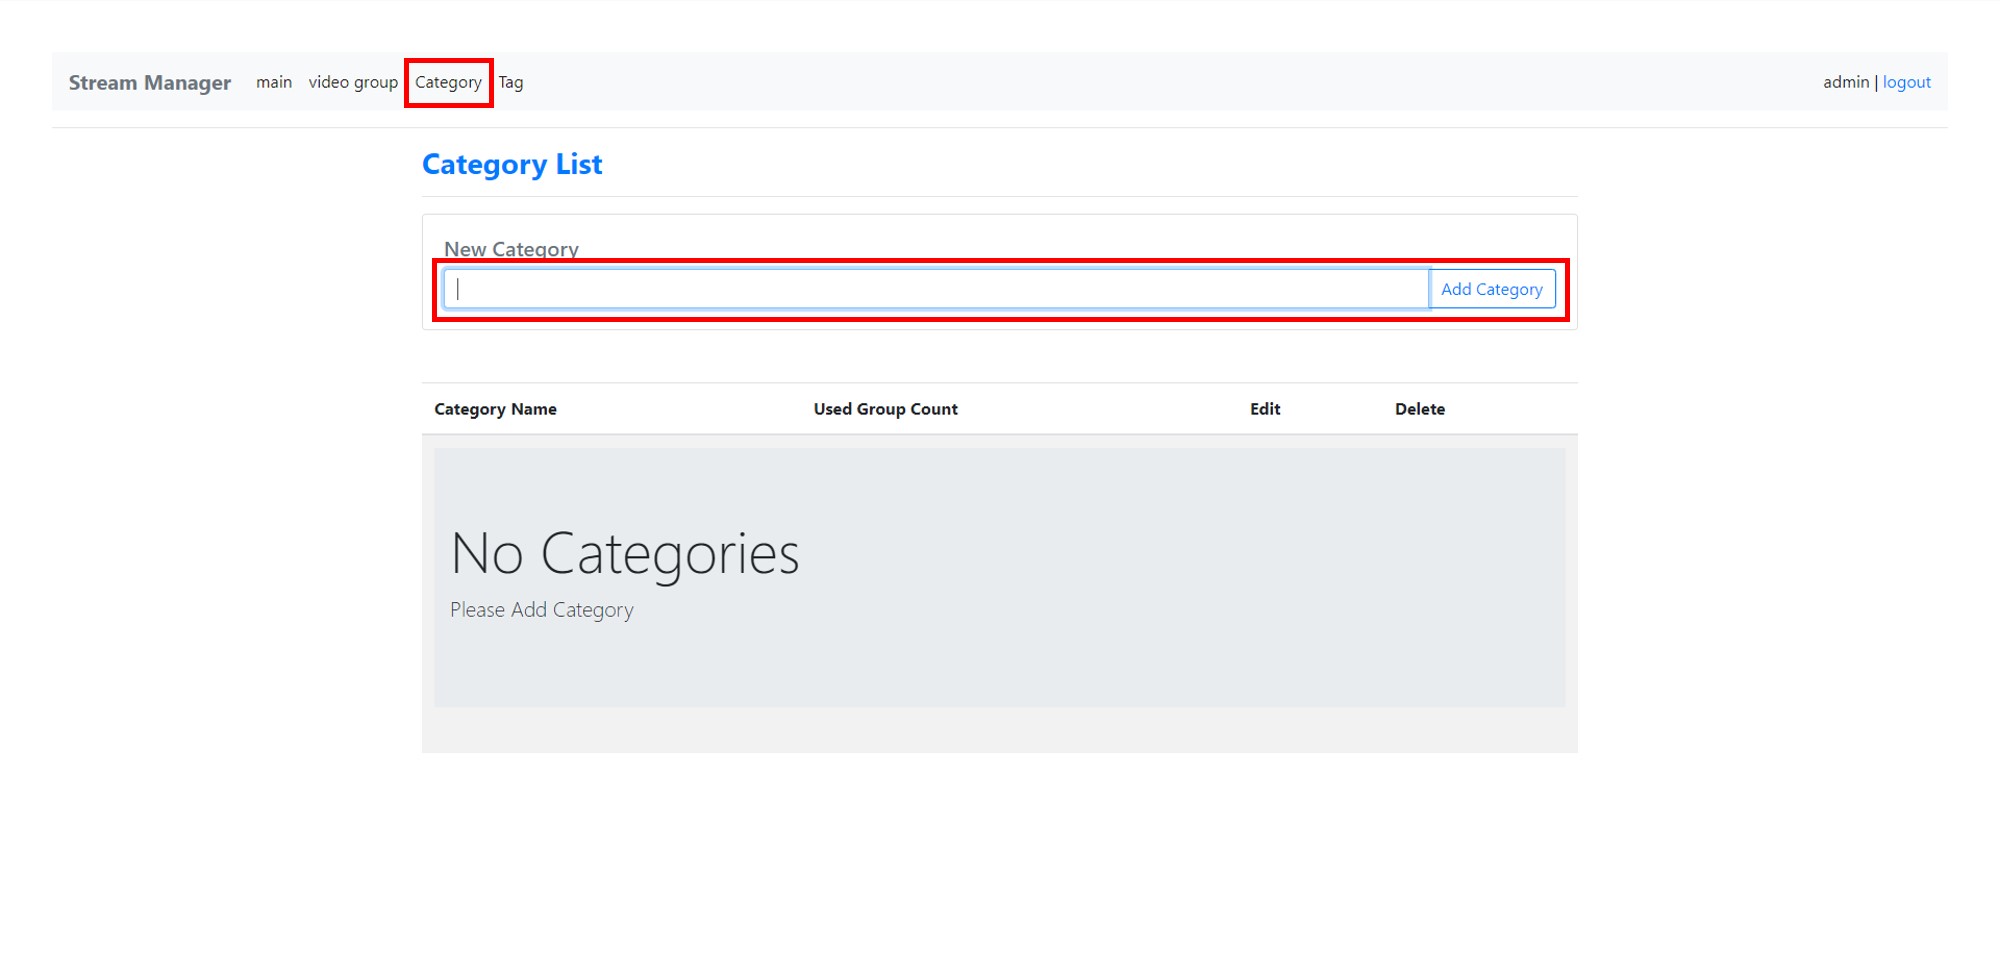 Stream Manager main video group Category Tag admin | logout
Category List
New Category
Add Category
Category Name Used Group Count Edit Delete
No Categories
Please Add Category